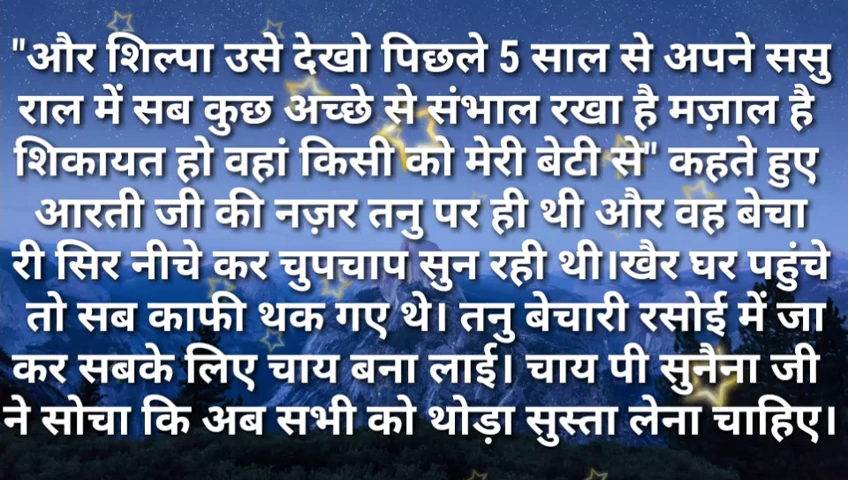 "और शिल्पा उसे देखो पिछले 5 साल से अपने ससु
राल में सब कुछ अच्छे से संभाल रखा है मज़ाल है
शिकायत हो वहां किसी को मेरी बेटी से" कहते हुए
आरती जी की नज़र तनु पर ही थी और वह बेचा
री सिर नीचे कर चुपचाप सुन रही थी।खैर घर पहुंचे
तो सब काफी थक गए थे। तनु बेचारी रसोई में जा
कर सबके लिए चाय बना लाई। चाय पी सुनैना जी
ने सोचा कि अब सभी को थोड़ा सुस्ता लेना चाहिए।